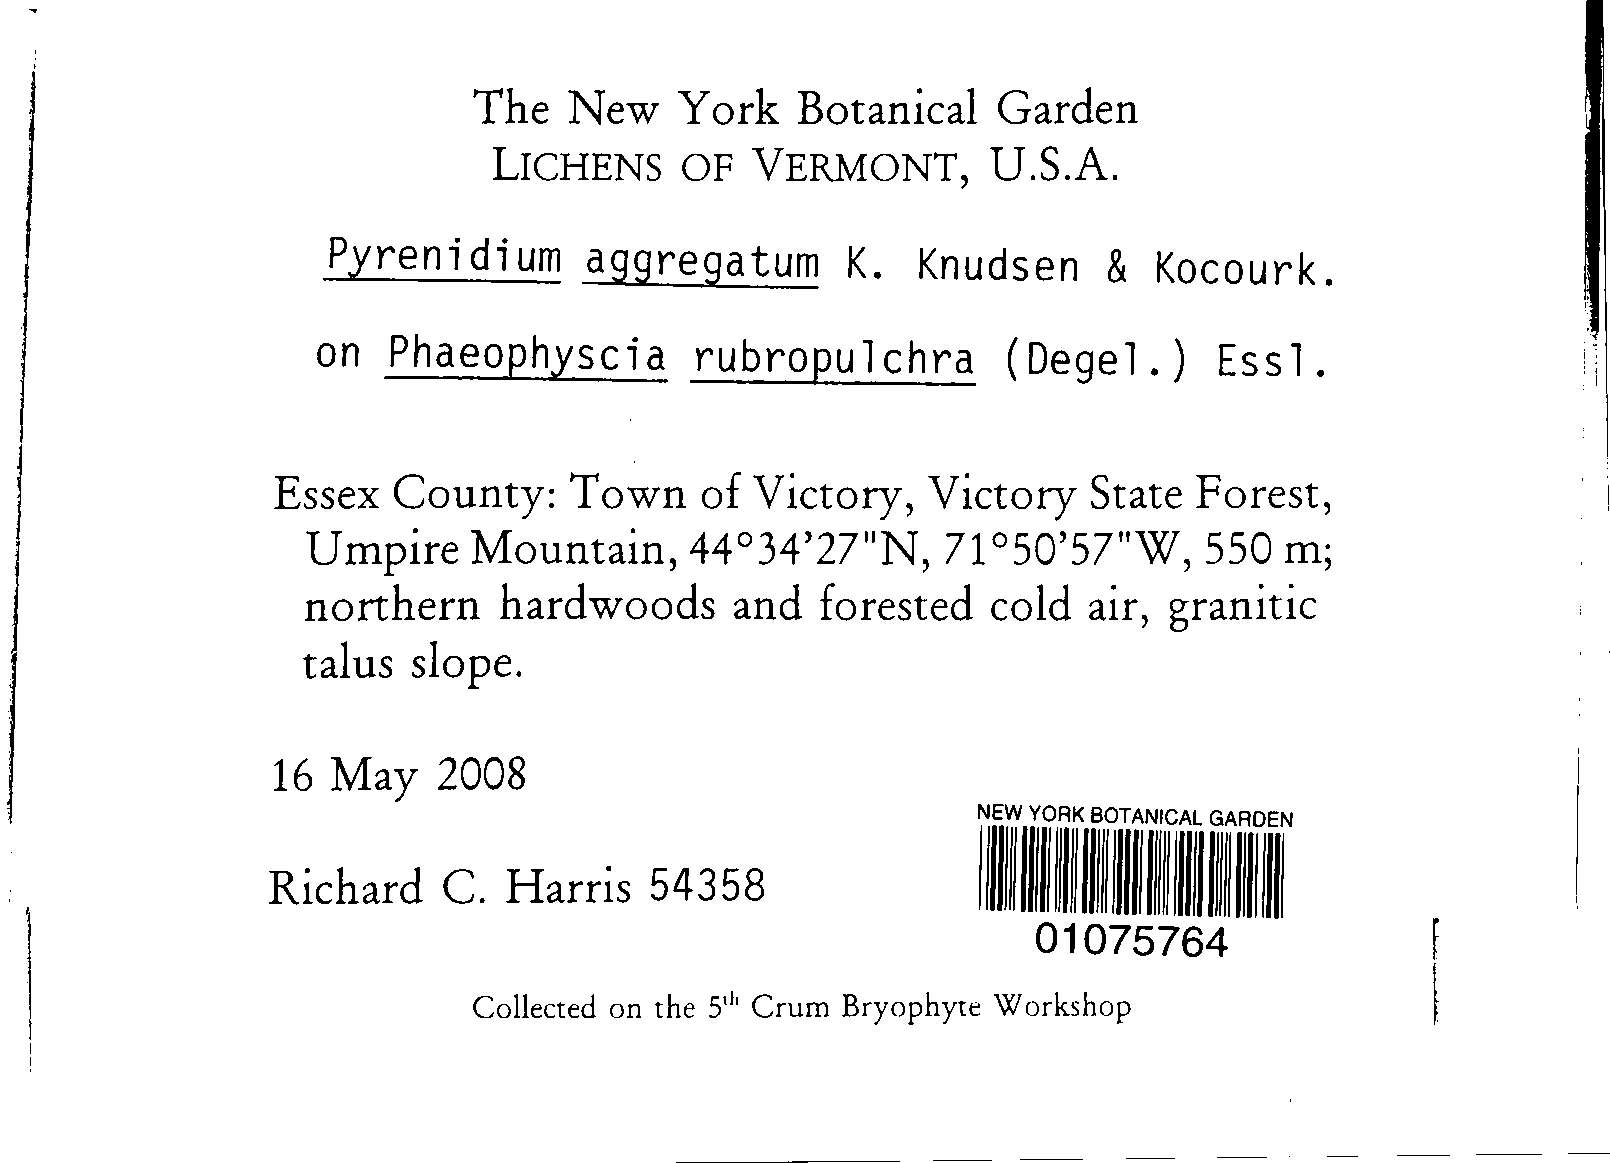 The New York Botanical Garden
LICHENS OF VERMONT, U.S.A.
Pyrenidium aggregatum K. Knudsen & Kocourk.
on Phaeophyscia rubropulchra (Degel.) Essl.
Essex County: Town of Victory, Victory State Forest,
Umpire Mountain, 44°34’27"N, 71°50’57"W, 550 m;
northern hardwoods and forested cold air, granitic
talus slope.
16 May 2008
NEW YORK BOTANICAL GARDEN
Richard C. Harris 54358
01075764
Collected on the 5th Crum Bryophyte Workshop